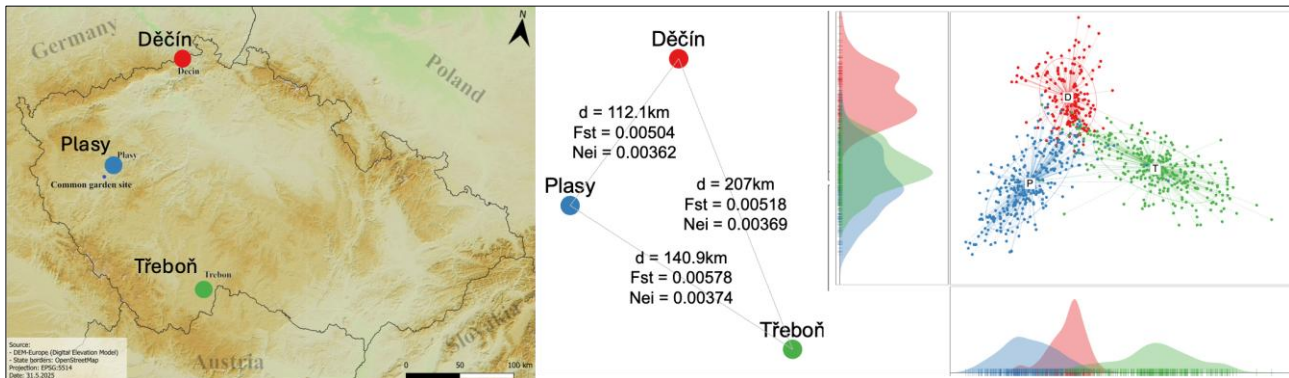 Germany
Děčín
Decin
N
Poland
Plasy
Plasy
Common garden site
Třeboň
Trebon
Slovakia
Austria
Source:
- DEM-Europe (Digital Elevation Model)
- State borders: OpenStreetMap
Projection: EPSG:5514
Date: 31.5.2025
0 50 100 km
Děčín
d = 112.1km
Fst = 0.00504
Nei = 0.00362
Plasy
d = 207km
Fst = 0.00518
Nei = 0.00369
d = 140.9km
Fst = 0.00578
Nei = 0.00374
Třeboň
D
T
P